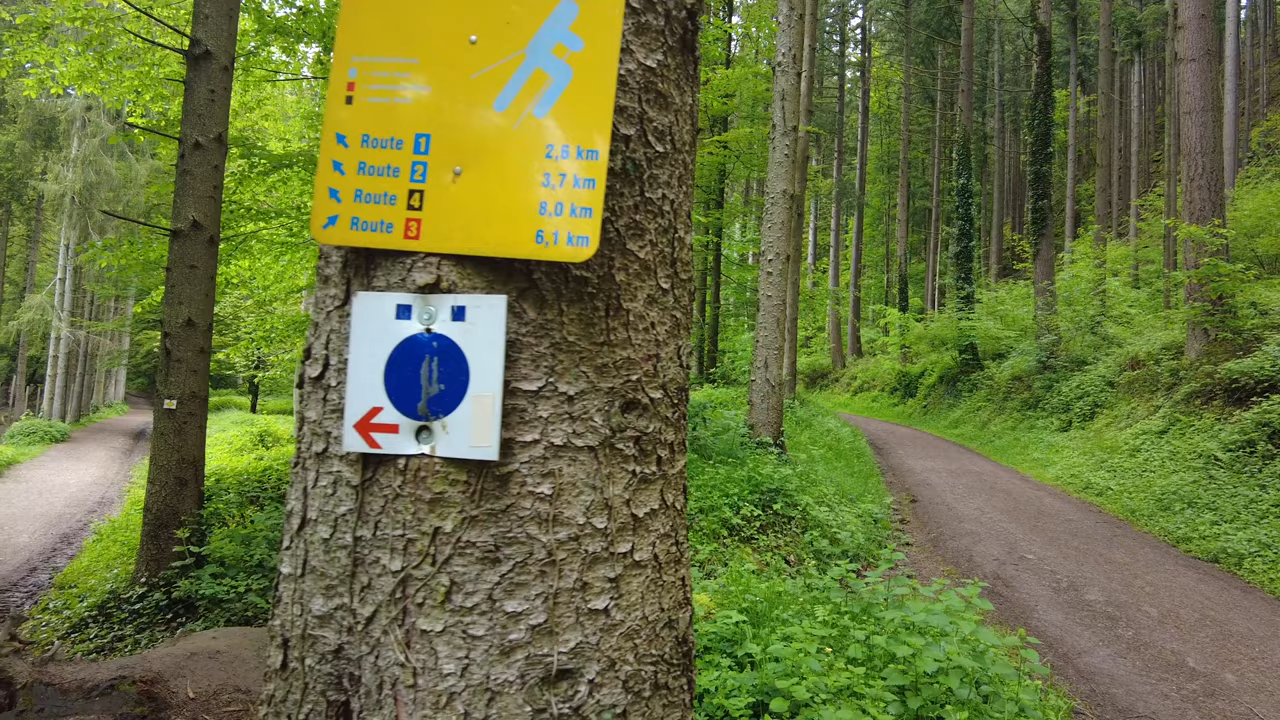 Route 1 2,6 km
Route 2 3,7 km
Route 4 8,0 km
Route 3 6,1 km